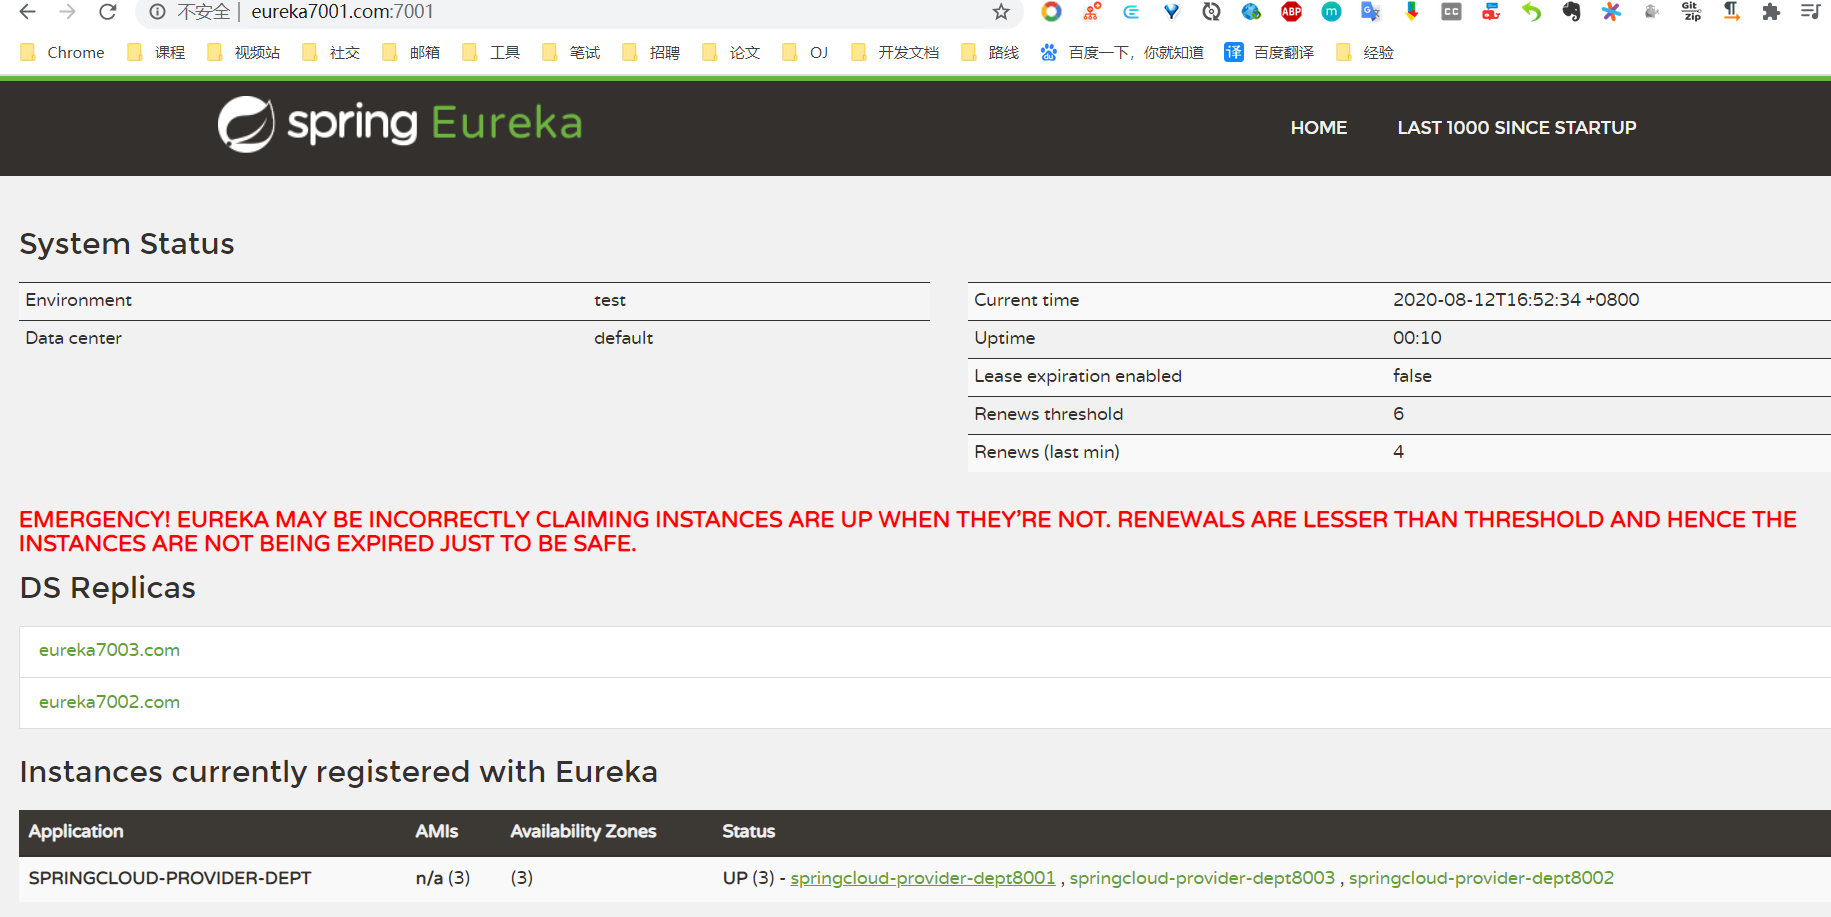 不安全 | eureka7001.com:7001
Chrome 课程 视频站 社交 邮箱 工具 笔试 招聘 论文 OJ 开发文档 路线 百度一下，你就知道 译 百度翻译 经验
spring Eureka HOME LAST 1000 SINCE STARTUP
System Status
Environment test
Data center default
Current time 2020-08-12T16:52:34 +0800
Uptime 00:10
Lease expiration enabled false
Renews threshold 6
Renews (last min) 4
EMERGENCY! EUREKA MAY BE INCORRECTLY CLAIMING INSTANCES ARE UP WHEN THEY’RE NOT. RENEWALS ARE LESSER THAN THRESHOLD AND HENCE THE
INSTANCES ARE NOT BEING EXPIRED JUST TO BE SAFE.
DS Replicas
eureka7003.com
eureka7002.com
Instances currently registered with Eureka
Application AMIs Availability Zones Status
SPRINGCLOUD-PROVIDER-DEPT n/a (3) (3) UP (3) - springcloud-provider-dept8001 , springcloud-provider-dept8003 , springcloud-provider-dept8002